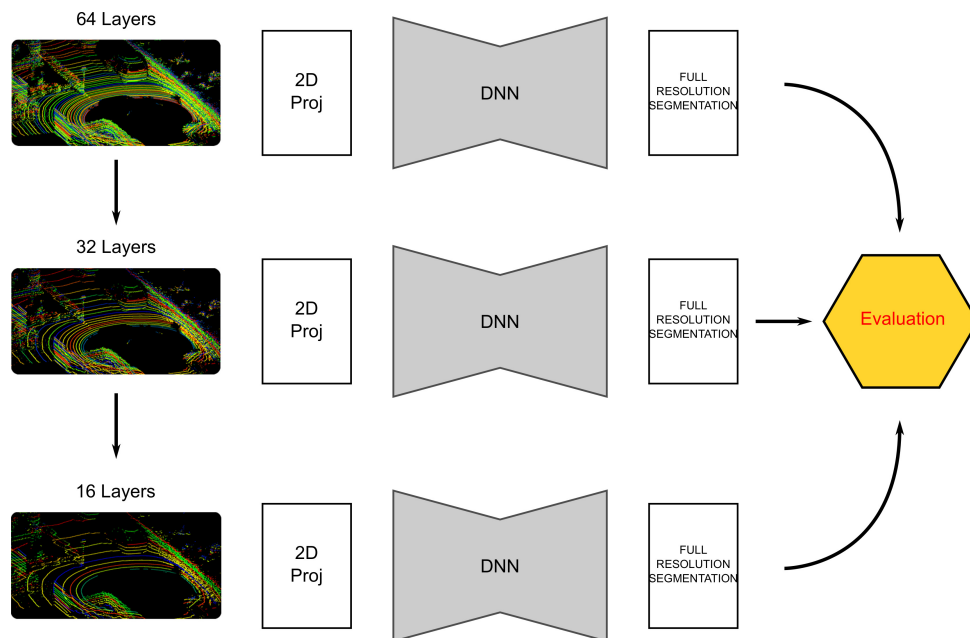 64 Layers
2D
Proj
DNN
FULL
RESOLUTION
SEGMENTATION
32 Layers
2D
Proj
DNN
FULL
RESOLUTION
SEGMENTATION
Evaluation
16 Layers
2D
Proj
DNN
FULL
RESOLUTION
SEGMENTATION